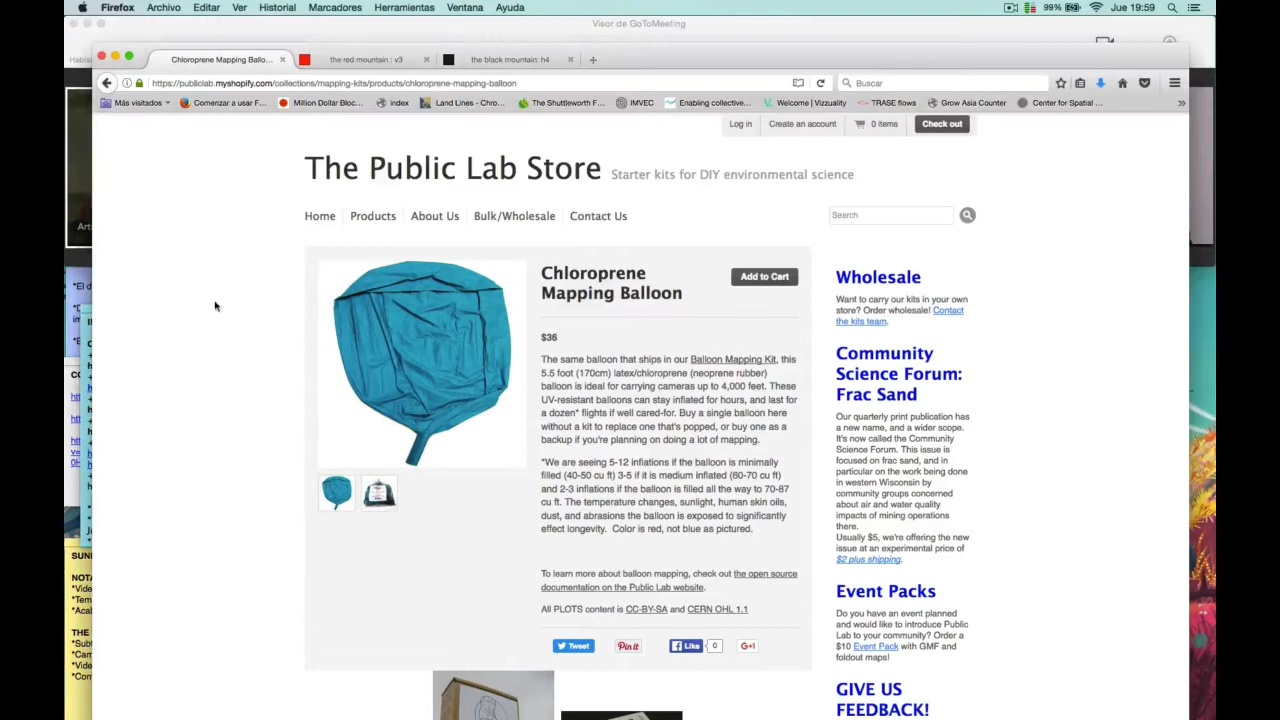 Firefox Archivo Editar Ver Historial Marcadores Herramientas Ventana Ayuda 99% Jue 19:59
Visor de GoToMeeting
Chloroprene Mapping Ballo... the red mountain : v3 the black mountain: h4
https://publiclab.myshopify.com/collections/mapping-kits/products/chloroprene-mapping-balloon Buscar
Más visitados Comenzar a usar F... Million Dollar Bloc... index Land Lines - Chro... The Shuttleworth F... IMVEC Enabling collective... Welcome | Vizzuality TRASE flows Grow Asia Counter Center for Spatial ...
Log in Create an account 0 items Check out
The Public Lab Store Starter kits for DIY environmental science
Home Products About Us Bulk/Wholesale Contact Us Search
Chloroprene
Mapping Balloon
Add to Cart
$36
The same balloon that ships in our Balloon Mapping Kit, this
5.5 foot (170cm) latex/chloroprene (neoprene rubber)
balloon is ideal for carrying cameras up to 4,000 feet. These
UV-resistant balloons can stay inflated for hours, and last for
a dozen* flights if well cared-for. Buy a single balloon here
without a kit to replace one that's popped, or buy one as a
backup if you're planning on doing a lot of mapping.
*We are seeing 5-12 inflations if the balloon is minimally
filled (40-50 cu ft) 3-5 if it is medium inflated (60-70 cu ft)
and 2-3 inflations if the balloon is filled all the way to 70-87
cu ft. The temperature changes, sunlight, human skin oils,
dust, and abrasions the balloon is exposed to significantly
effect longevity. Color is red, not blue as pictured.
To learn more about balloon mapping, check out the open source
documentation on the Public Lab website.
All PLOTS content is CC-BY-SA and CERN OHL 1.1
Tweet Pin it Like 0 +1
Wholesale
Want to carry our kits in your own
store? Order wholesale! Contact
the kits team.
Community
Science Forum:
Frac Sand
Our quarterly print publication has
a new name, and a wider scope.
It's now called the Community
Science Forum. This issue is
focused on frac sand, and in
particular on the work being done
in western Wisconsin by
community groups concerned
about air and water quality
impacts of mining operations
there.
Usually $5, we're offering the new
issue at an experimental price of
$2 plus shipping.
Event Packs
Do you have an event planned
and would like to introduce Public
Lab to your community? Order a
$10 Event Pack with GMF and
foldout maps!
GIVE US
FEEDBACK!